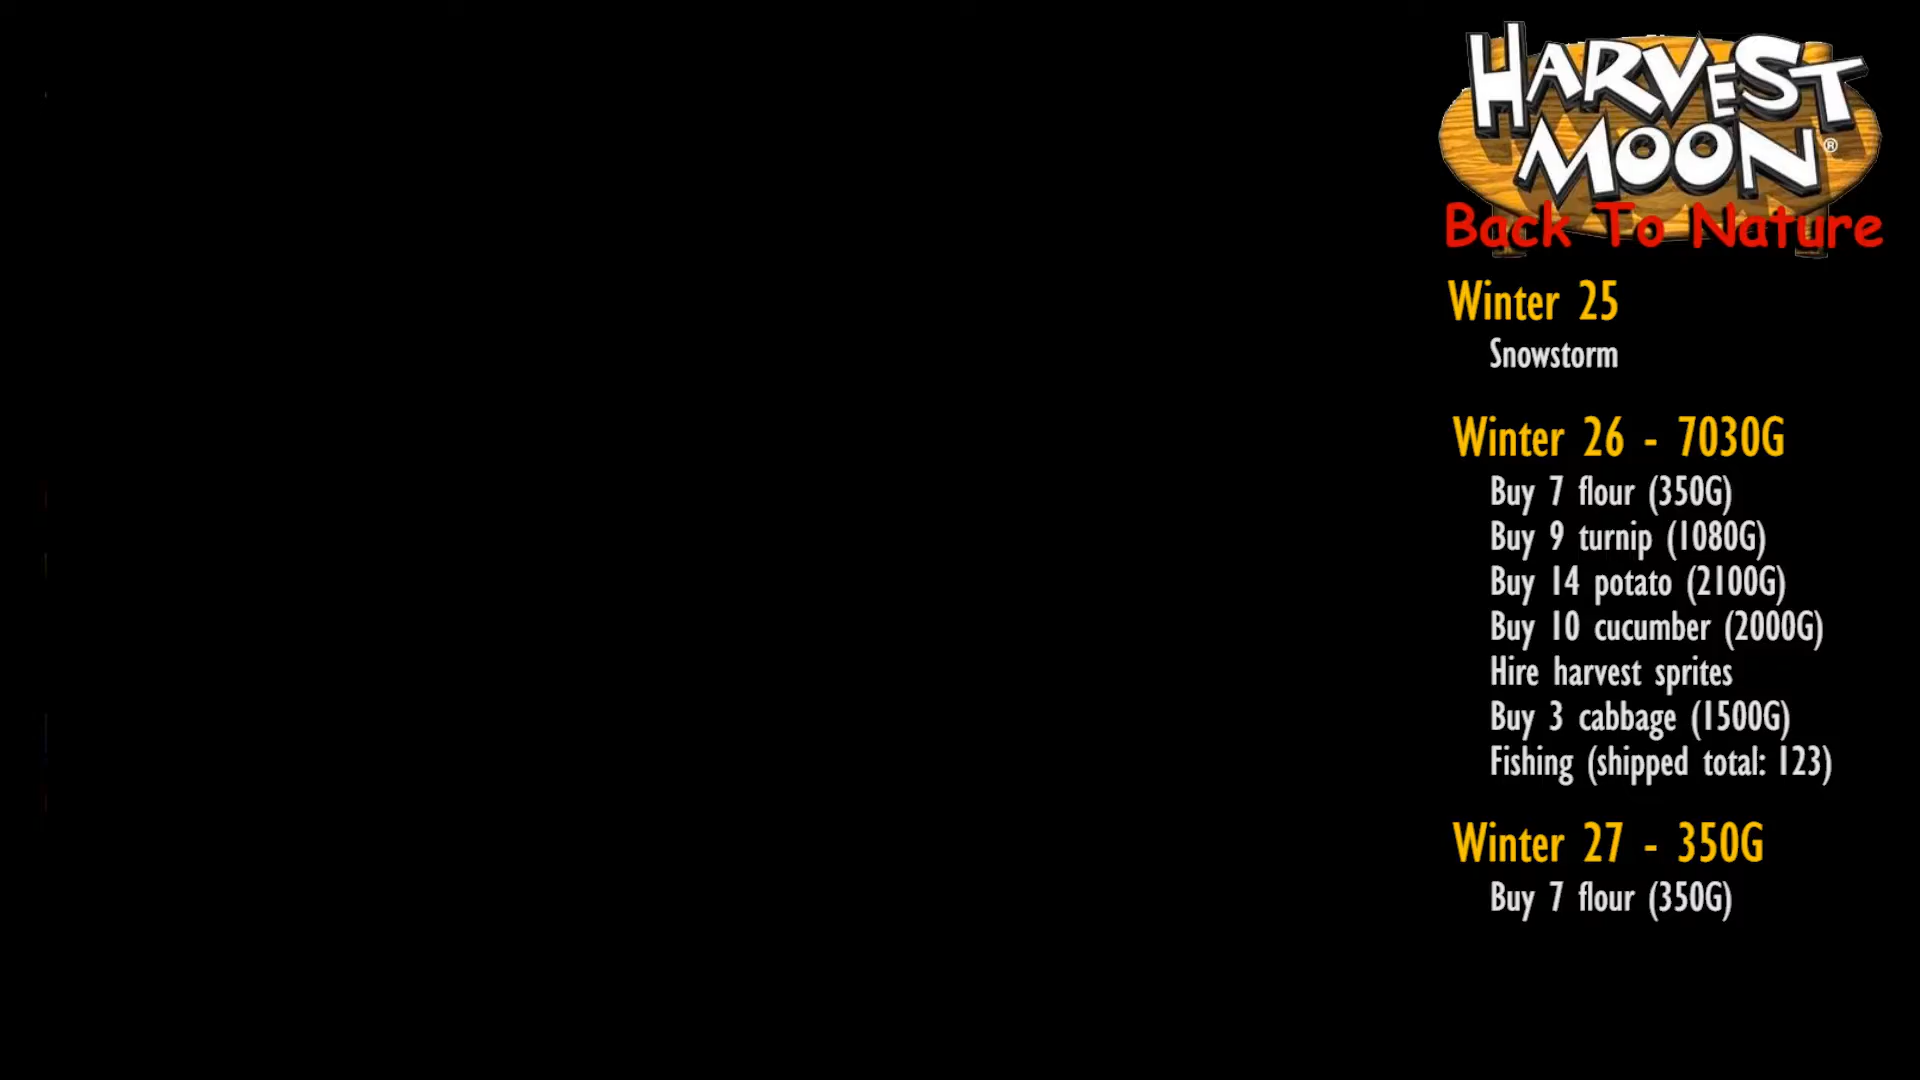 HARVEST
MOON®
Back To Nature
Winter 25
Snowstorm
Winter 26 - 7030G
Buy 7 flour (350G)
Buy 9 turnip (1080G)
Buy 14 potato (2100G)
Buy 10 cucumber (2000G)
Hire harvest sprites
Buy 3 cabbage (1500G)
Fishing (shipped total: 123)
Winter 27 - 350G
Buy 7 flour (350G)